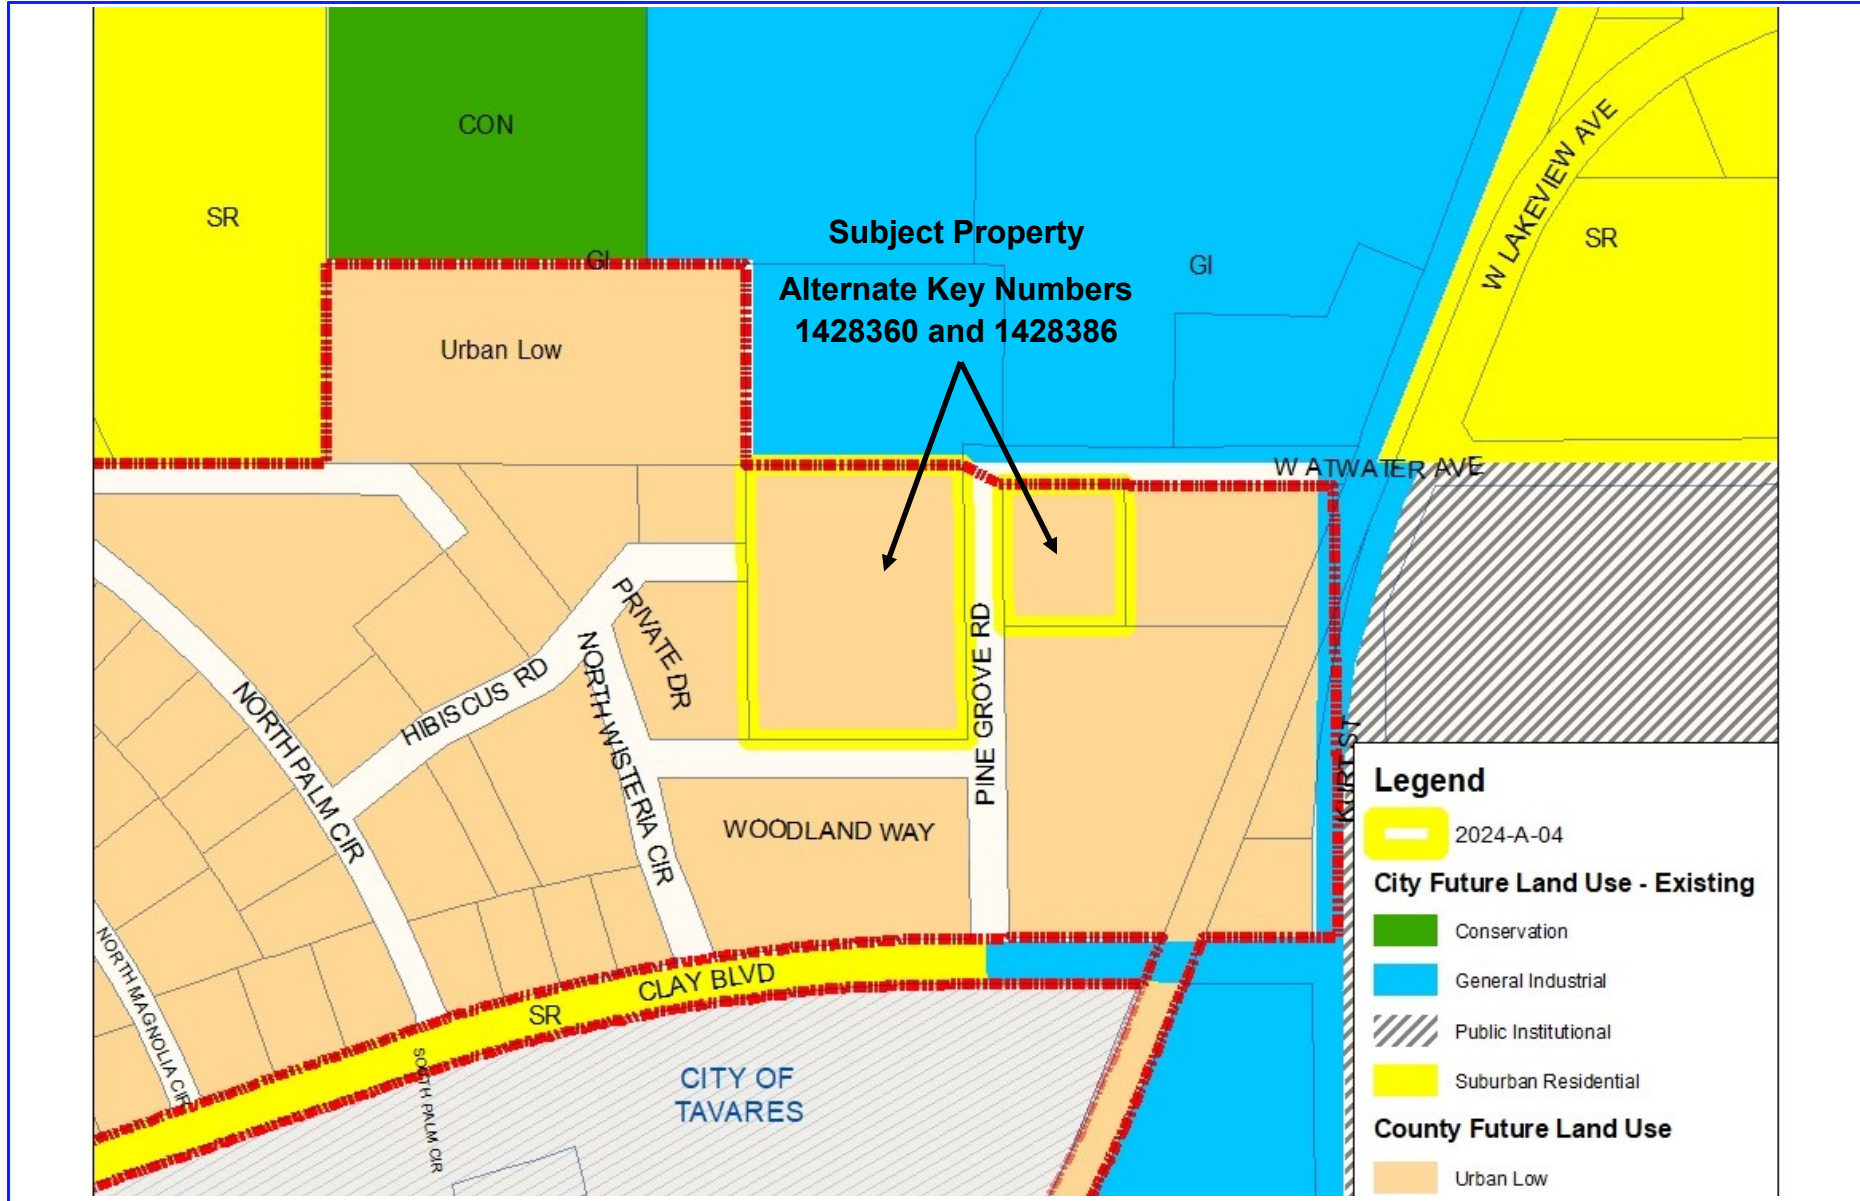 CON
SR
GI
Subject Property
Alternate Key Numbers
1428360 and 1428386
GI
W LAKEVIEW AVE
SR
Urban Low
W ATWATER AVE
PRIVATE DR
HIBISCUS RD
NORTH WISTERIA CIR
NORTH PALM CIR
PINE GROVE RD
WOODLAND WAY
KURT ST
NORTH MAGNOLIA CIR
CLAY BLVD
SR
SOUTH PALM CIR
CITY OF
TAVARES
Legend
2024-A-04
City Future Land Use - Existing
Conservation
General Industrial
Public Institutional
Suburban Residential
County Future Land Use
Urban Low